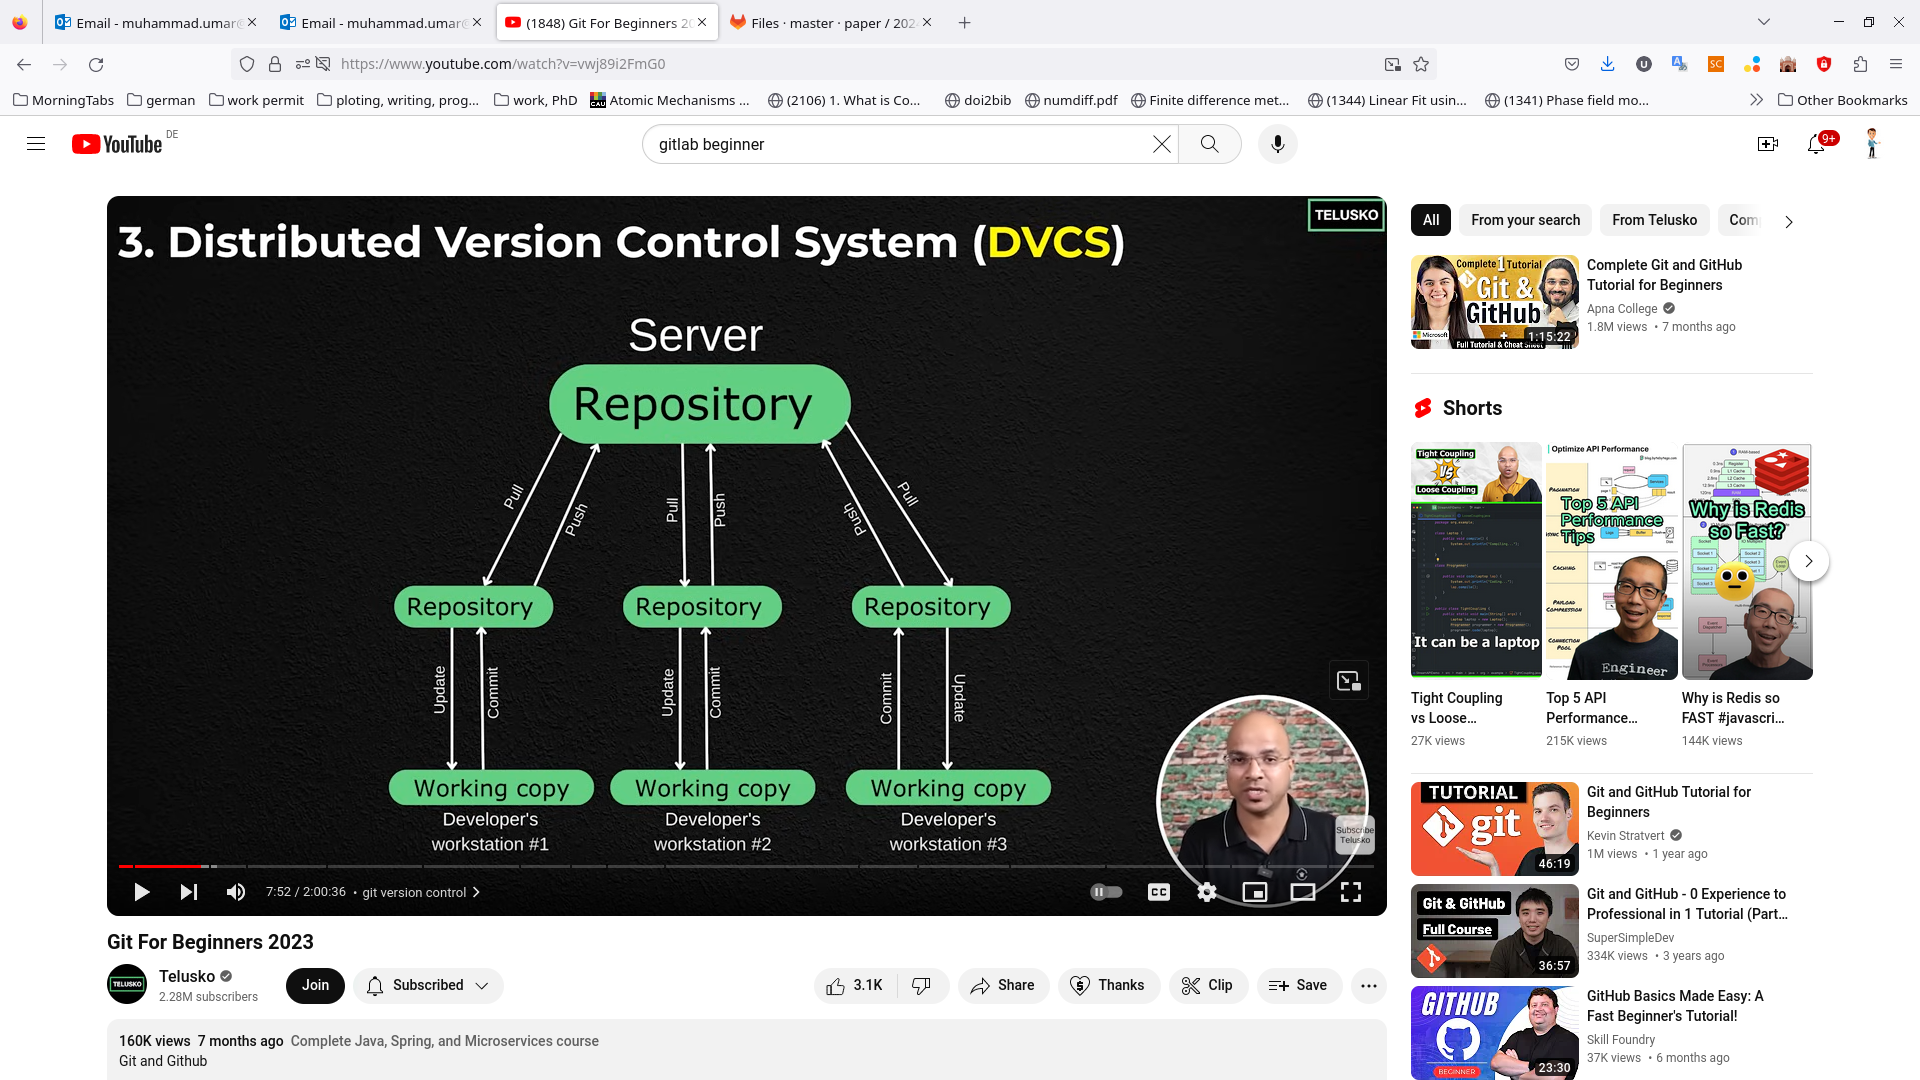 Email - muhammad.umar@
Email - muhammad.umar@
(1848) Git For Beginners 20
Files · master · paper / 202
https://www.youtube.com/watch?v=vwj89i2FmG0
MorningTabs
german
work permit
ploting, writing, prog...
work, PhD
Atomic Mechanisms ...
(2106) 1. What is Co...
doi2bib
numdiff.pdf
Finite difference met...
(1344) Linear Fit usin...
(1341) Phase field mo...
Other Bookmarks
YouTube DE
gitlab beginner
9+
TELUSKO
3. Distributed Version Control System (DVCS)
Server
Repository
Pull
Push
Pull
Push
Push
Pull
Repository
Repository
Repository
Update
Commit
Update
Commit
Commit
Update
Working copy
Working copy
Working copy
Developer's
workstation #1
Developer's
workstation #2
Developer's
workstation #3
Subscribe
Telusko
7:52 / 2:00:36 • git version control
CC
Git For Beginners 2023
TELUSKO
Telusko
2.28M subscribers
Join
Subscribed
3.1K
Share
Thanks
Clip
Save
160K views 7 months ago Complete Java, Spring, and Microservices course
Git and Github
All
From your search
From Telusko
Com
Complete 1 Tutorial
Git &
GitHub
Microsoft
Full Tutorial & Cheat Sheet
1:15:22
Complete Git and GitHub
Tutorial for Beginners
Apna College
1.8M views • 7 months ago
Shorts
Tight Coupling
VS
Loose Coupling
It can be a laptop
Optimize API Performance
Top 5 API
Performance
Tips
CACHING
PAYLOAD
COMPRESSION
CONNECTION
POOL
Engineer
Why is Redis
so Fast?
Tight Coupling
vs Loose...
27K views
Top 5 API
Performance...
215K views
Why is Redis so
FAST #javascri...
144K views
TUTORIAL
git
46:19
Git and GitHub Tutorial for
Beginners
Kevin Stratvert
1M views • 1 year ago
Git & GitHub
Full Course
36:57
Git and GitHub - 0 Experience to
Professional in 1 Tutorial (Part...
SuperSimpleDev
334K views • 3 years ago
GITHUB
BEGINNER
23:30
GitHub Basics Made Easy: A
Fast Beginner's Tutorial!
Skill Foundry
37K views • 6 months ago